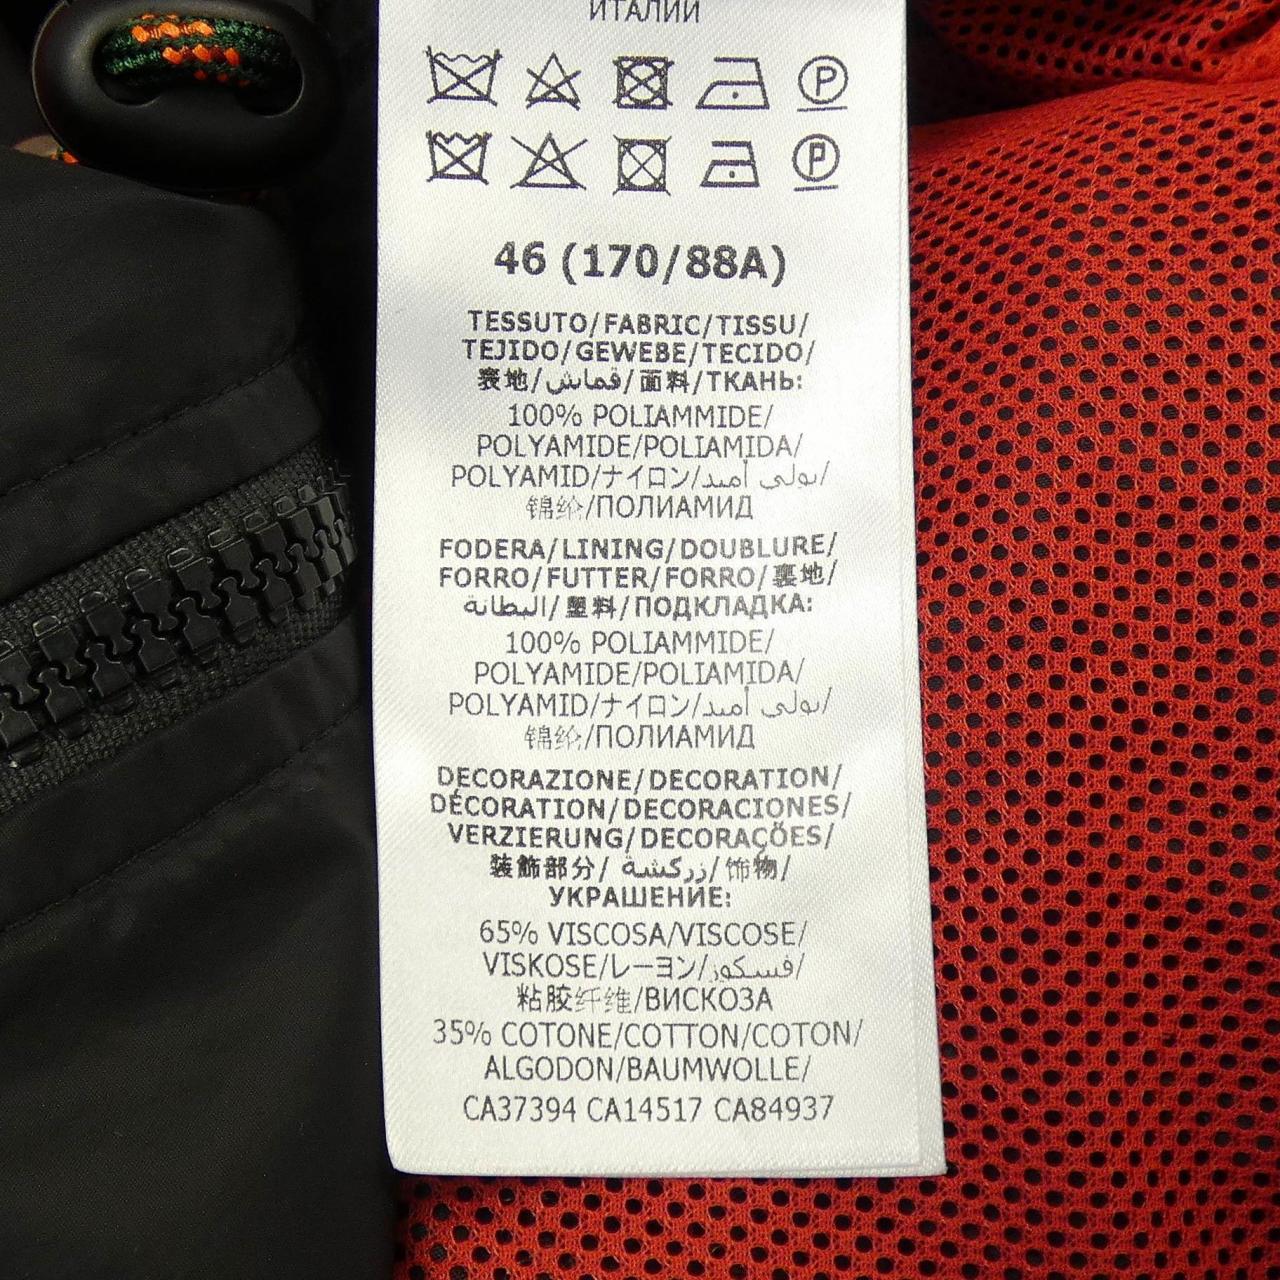 ИТАЛИИ
P
P
46 (170/88A)
TESSUTO/FABRIC/TISSU/
TEJIDO/GEWEBE/TECIDO/
表地/قماش/面料/ТКАНЬ:
100% POLIAMMIDE/
POLYAMIDE/POLIAMIDA/
POLYAMID/ナイロン/بولي أميد/
锦纶/ПОЛИАМИД
FODERA/LINING/DOUBLURE/
FORRO/FUTTER/FORRO/裏地/
البطانة/塑料/ПОДКЛАДКА:
100% POLIAMMIDE/
POLYAMIDE/POLIAMIDA/
POLYAMID/ナイロン/بولي أميد/
锦纶/ПОЛИАМИД
DECORAZIONE/DECORATION/
DÉCORATION/DECORACIONES/
VERZIERUNG/DECORAÇÕES/
装飾部分/زركشة/饰物/
УКРАШЕНИЕ:
65% VISCOSA/VISCOSE/
VISKOSE/レーヨン/فسكوز/
粘胶纤维/ВИСКОЗА
35% COTONE/COTTON/COTON/
ALGODON/BAUMWOLLE/
CA37394 CA14517 CA84937